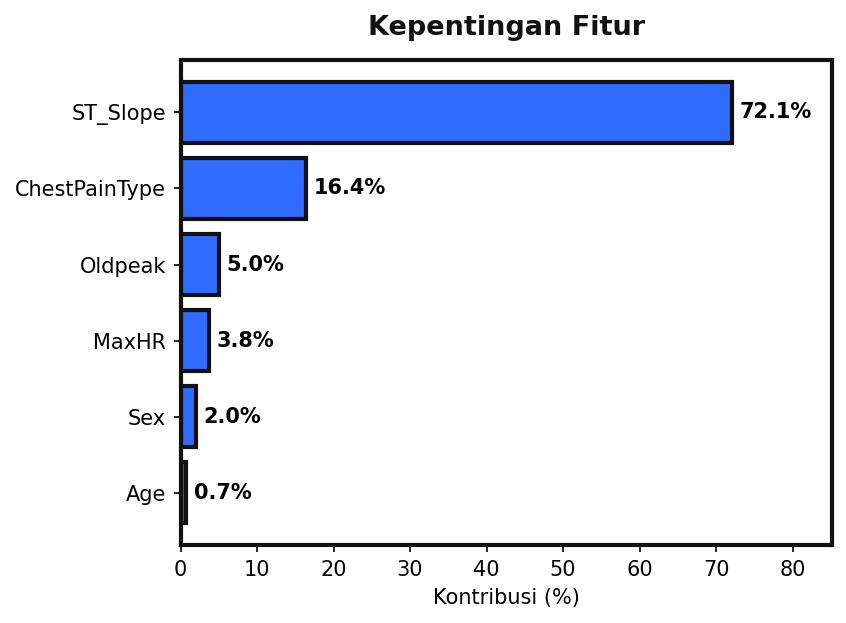 Kepentingan Fitur
ST_Slope 72.1%
ChestPainType 16.4%
Oldpeak 5.0%
MaxHR 3.8%
Sex 2.0%
Age 0.7%
0 10 20 30 40 50 60 70 80
Kontribusi (%)